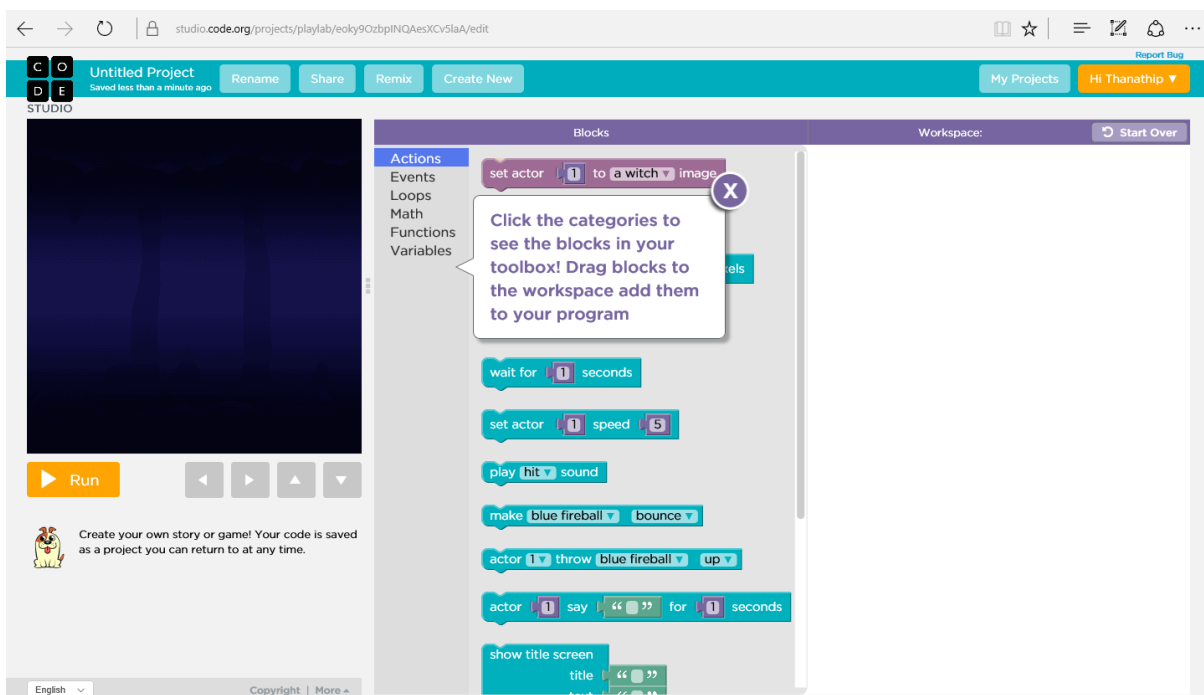 studio.code.org/projects/playlab/eoky9OzbpINQAesXCv5laA/edit
Report Bug
C O
D E
STUDIO
Untitled Project
Saved less than a minute ago
Rename
Share
Remix
Create New
My Projects
Hi Thanathip
Blocks
Workspace:
Start Over
Actions
Events
Loops
Math
Functions
Variables
set actor 1 to a witch image
Click the categories to
see the blocks in your
toolbox! Drag blocks to
the workspace add them
to your program
X
wait for 1 seconds
set actor 1 speed 5
play hit sound
make blue fireball bounce
actor 1 throw blue fireball up
actor 1 say “ ” for 1 seconds
show title screen
title “ ”
Run
Create your own story or game! Your code is saved
as a project you can return to at any time.
English
Copyright | More